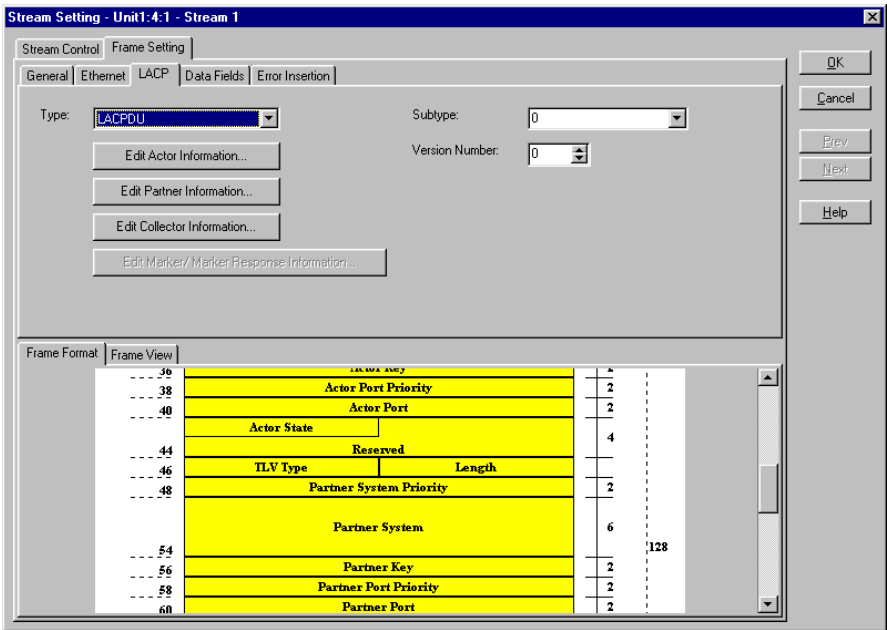 Stream Setting - Unit1:4:1 - Stream 1
Stream Control Frame Setting
General Ethernet LACP Data Fields Error Insertion
Type: LACPDU Subtype: 0
Edit Actor Information... Version Number: 0
Edit Partner Information...
Edit Collector Information...
Edit Marker/ Marker Response Information...
OK
Cancel
Prev
Next
Help
Frame Format Frame View
36 Actor Key 2
38 Actor Port Priority 2
40 Actor Port 2
Actor State 4
44 Reserved
46 TLV Type Length
48 Partner System Priority 2
Partner System 6
54 128
56 Partner Key 2
58 Partner Port Priority 2
60 Partner Port 2